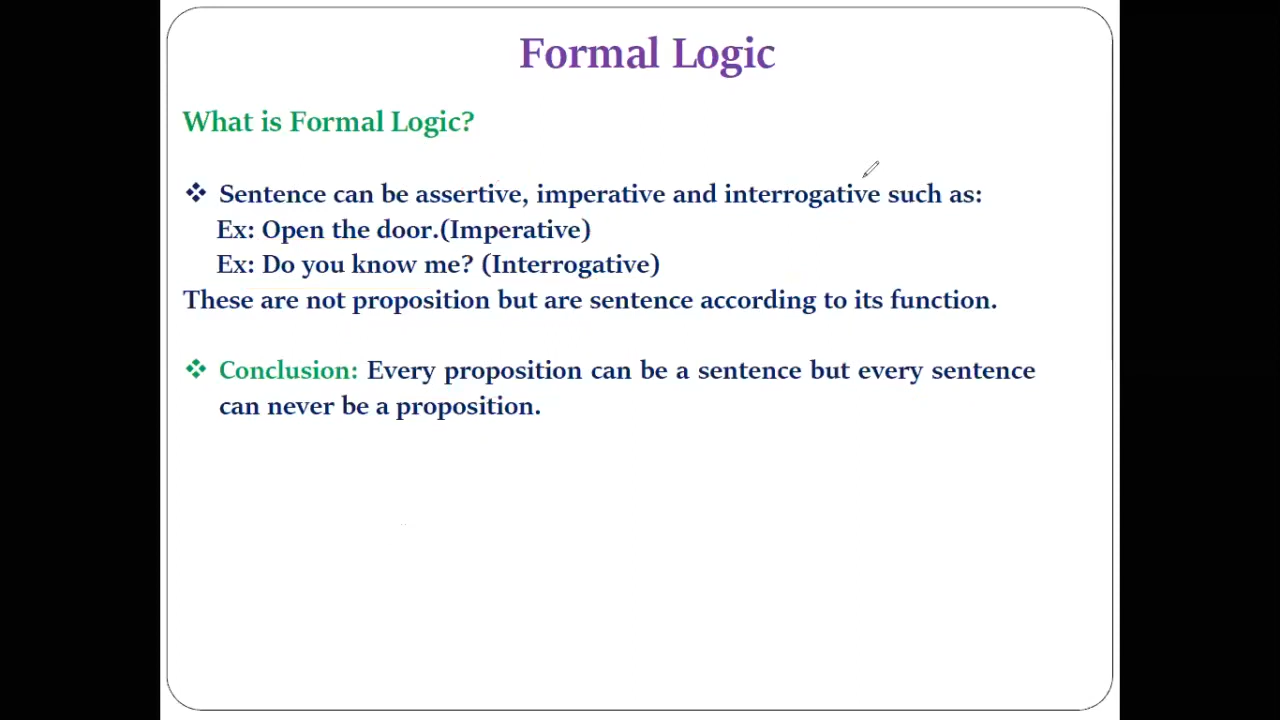 Formal Logic
What is Formal Logic?
❖ Sentence can be assertive, imperative and interrogative such as:
Ex: Open the door.(Imperative)
Ex: Do you know me? (Interrogative)
These are not proposition but are sentence according to its function.
❖ Conclusion: Every proposition can be a sentence but every sentence
can never be a proposition.